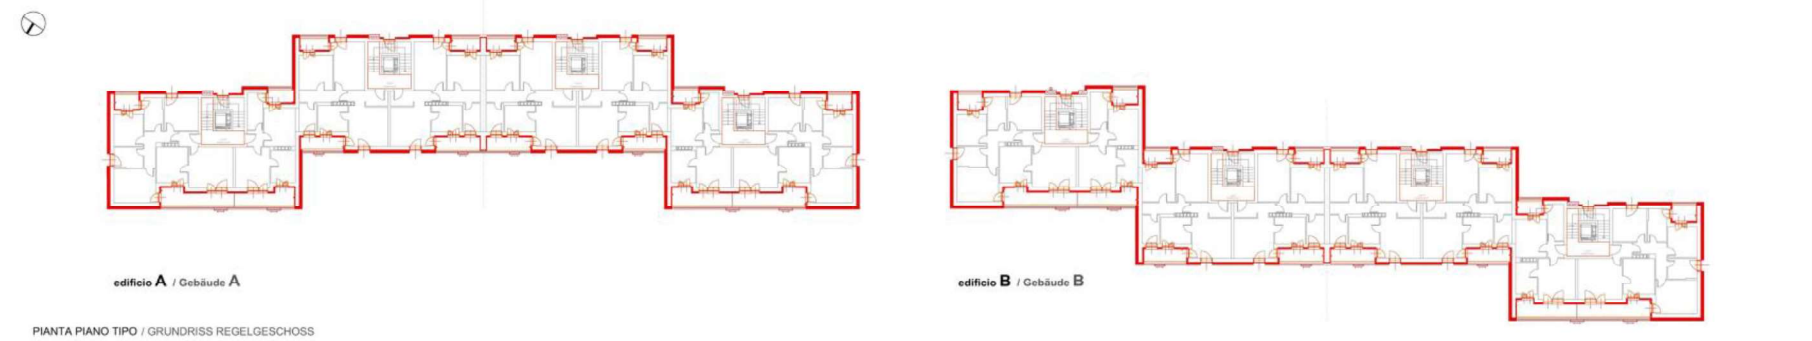 edificio A / Gebäude A
edificio B / Gebäude B
PIANTA PIANO TIPO / GRUNDRISS REGELGESCHOSS